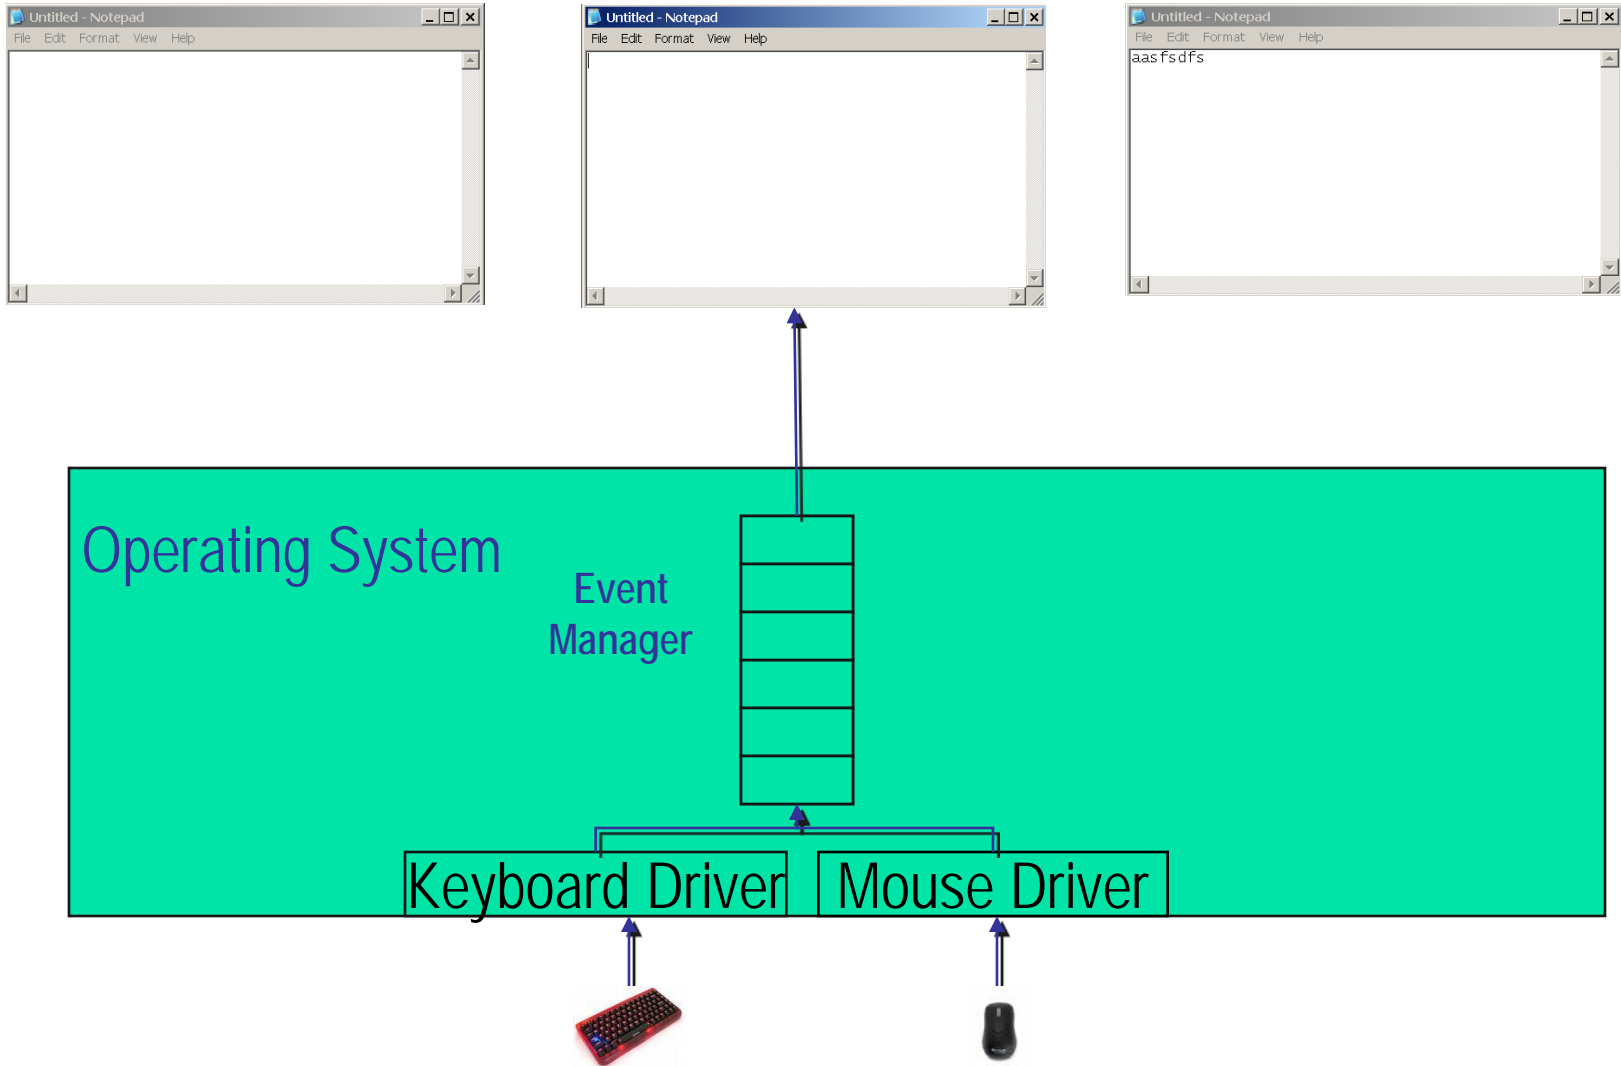 Untitled - Notepad
File Edit Format View Help
Untitled - Notepad
File Edit Format View Help
Untitled - Notepad
File Edit Format View Help
aasfsdfs
Operating System
Event
Manager
Keyboard Driver
Mouse Driver